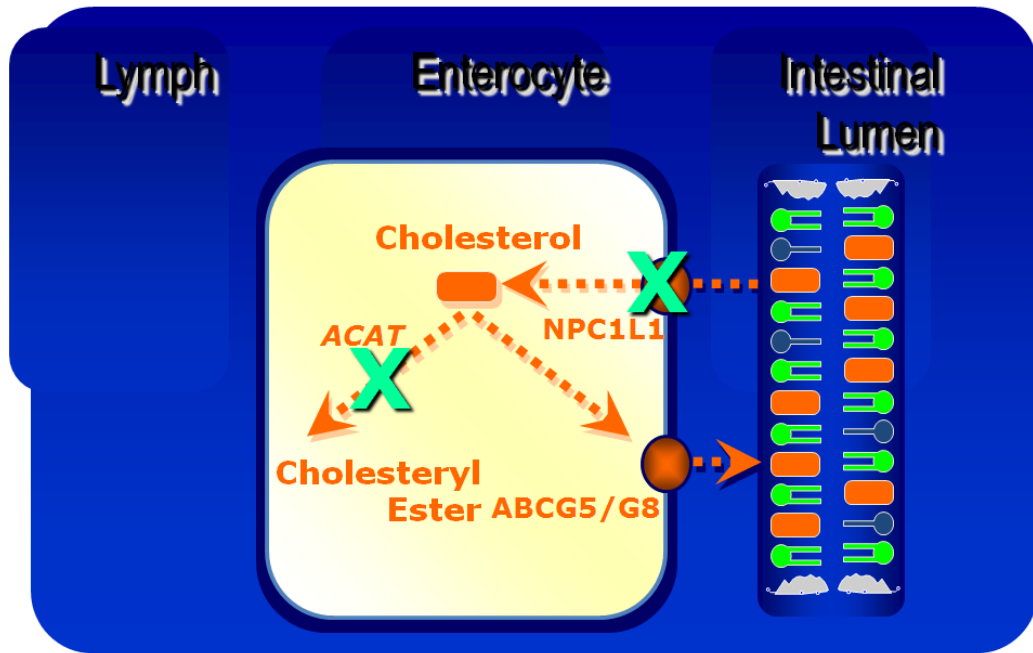 Lymph
Enterocyte
Intestinal
Lumen
Cholesterol
X
NPC1L1
ACAT
X
Cholesteryl
Ester
ABCG5/G8